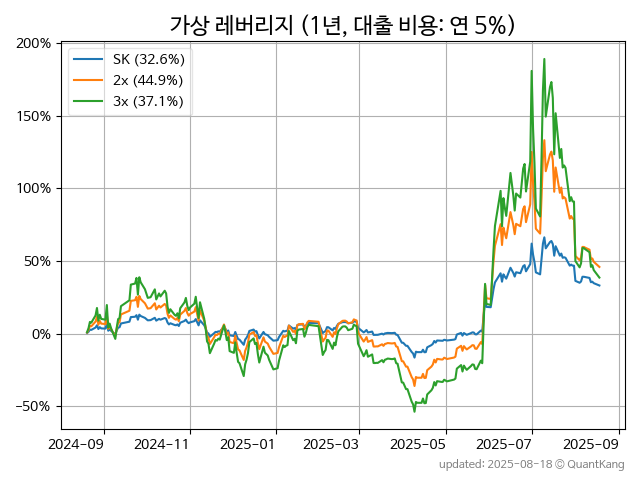 가상 레버리지 (1년, 대출 비용: 연 5%)
200%
150%
100%
50%
0%
−50%
SK (32.6%)
2x (44.9%)
3x (37.1%)
2024-09 2024-11 2025-01 2025-03 2025-05 2025-07 2025-09
updated: 2025-08-18 © QuantKang